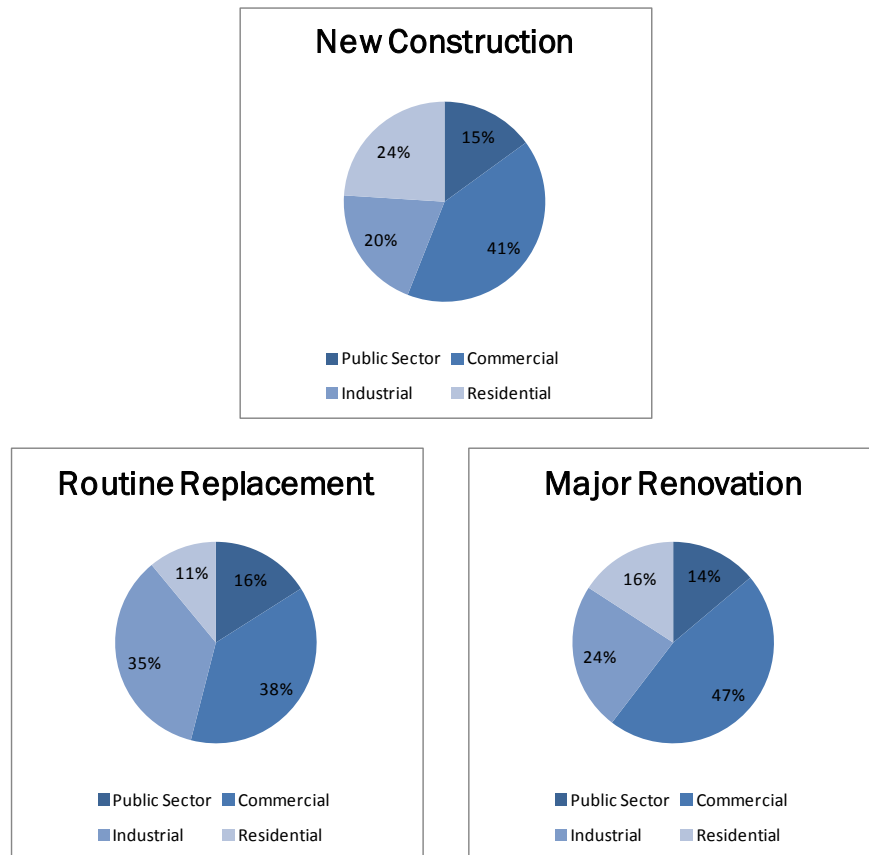 New Construction
15%
24%
20%
41%
Public Sector Commercial
Industrial Residential
Routine Replacement
11% 16%
35%
38%
Public Sector Commercial
Industrial Residential
Major Renovation
16% 14%
24%
47%
Public Sector Commercial
Industrial Residential